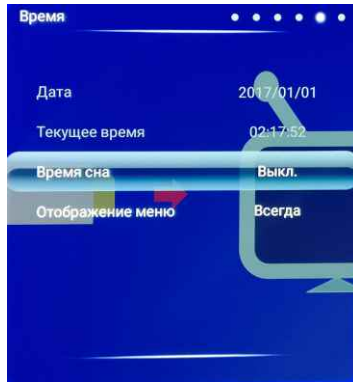 Время
Дата 2017/01/01
Текущее время 02:17:52
Время сна Выкл.
Отображение меню Всегда